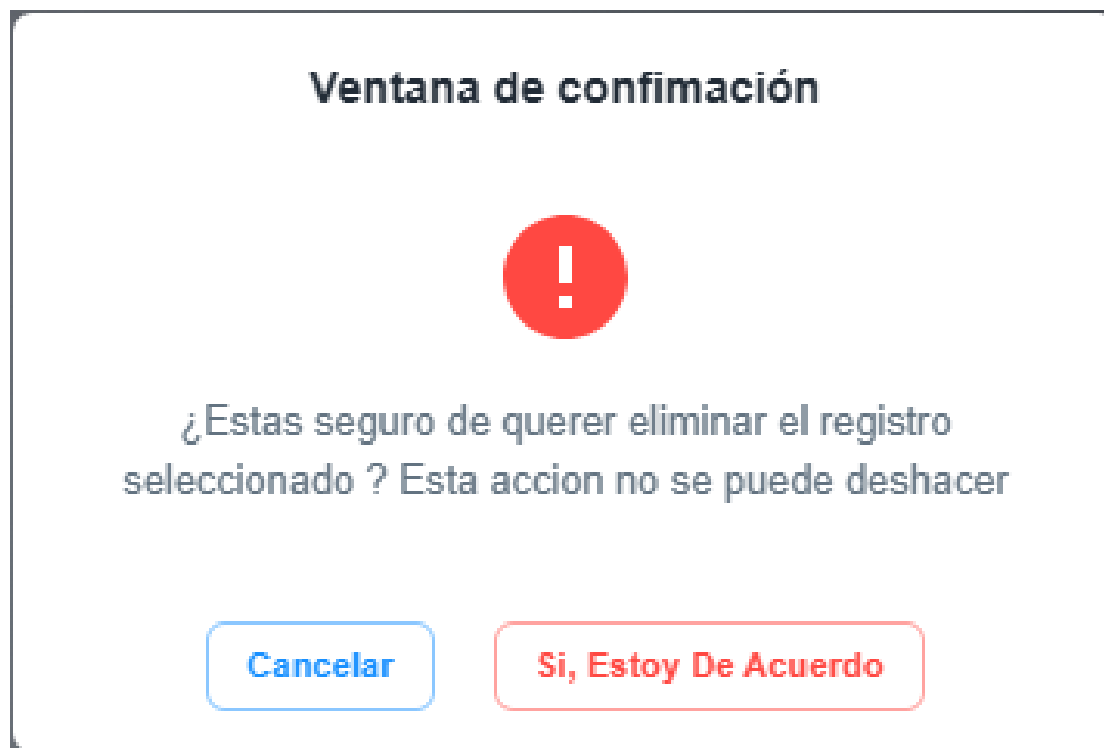 Ventana de confimación
¿Estas seguro de querer eliminar el registro
seleccionado ? Esta accion no se puede deshacer
Cancelar
Si, Estoy De Acuerdo